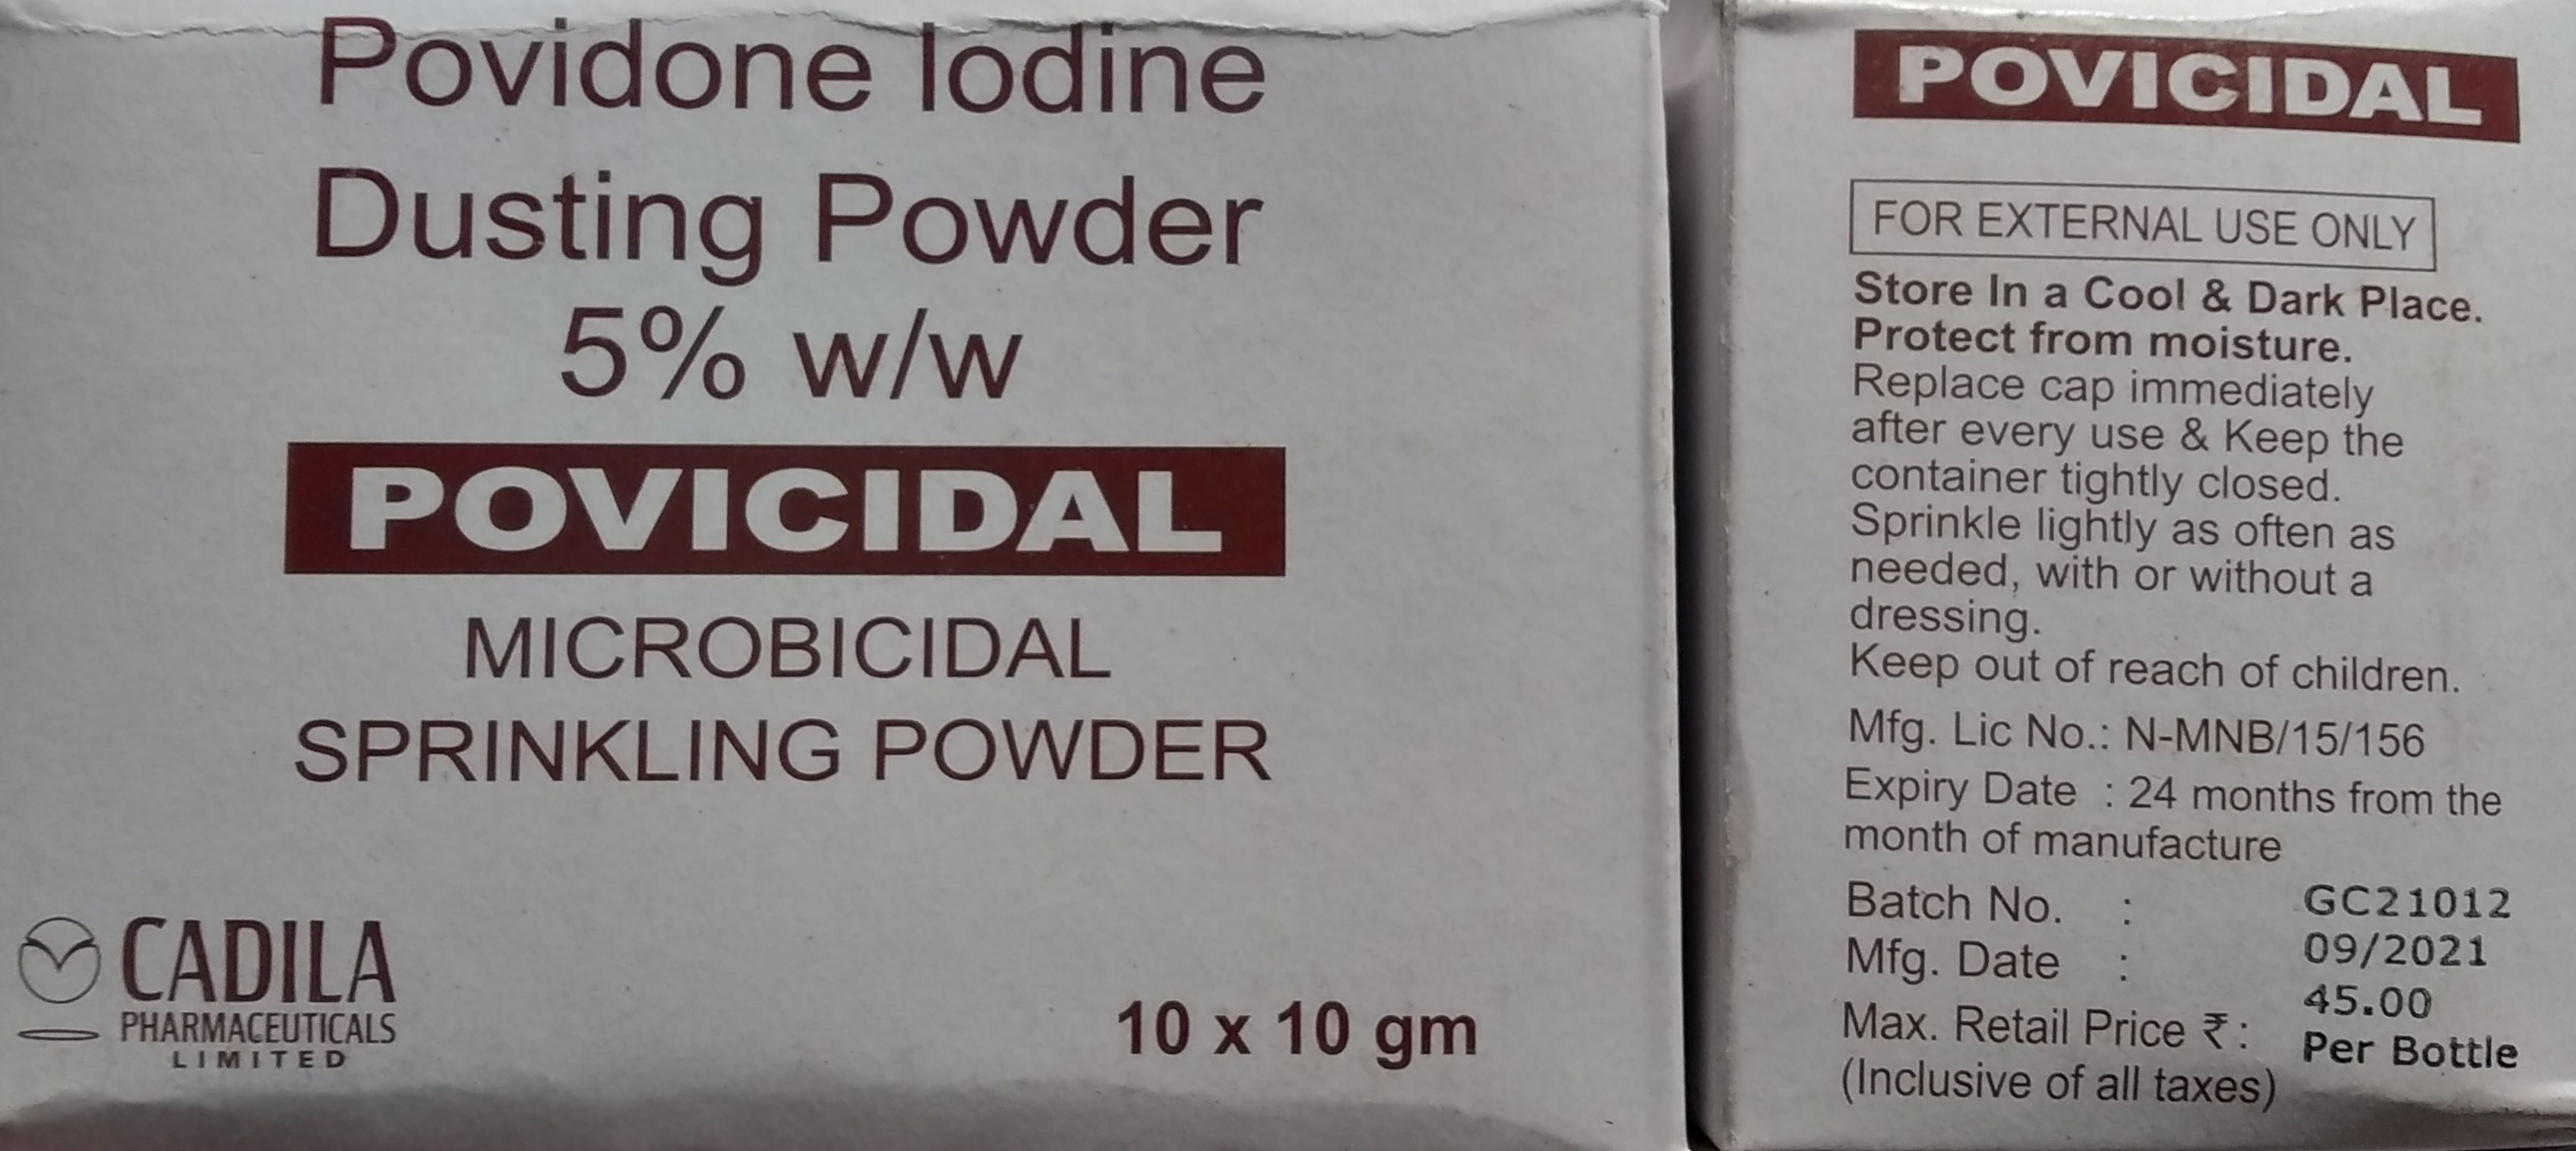 Povidone Iodine
Dusting Powder
5% w/w
POVICIDAL
MICROBICIDAL
SPRINKLING POWDER
CADILA
PHARMACEUTICALS
LIMITED
10 x 10 gm
POVICIDAL
FOR EXTERNAL USE ONLY
Store In a Cool & Dark Place.
Protect from moisture.
Replace cap immediately
after every use & Keep the
container tightly closed.
Sprinkle lightly as often as
needed, with or without a
dressing.
Keep out of reach of children.
Mfg. Lic No.: N-MNB/15/156
Expiry Date : 24 months from the
month of manufacture
Batch No. : GC21012
Mfg. Date : 09/2021
Max. Retail Price ₹ : 45.00
(Inclusive of all taxes) Per Bottle